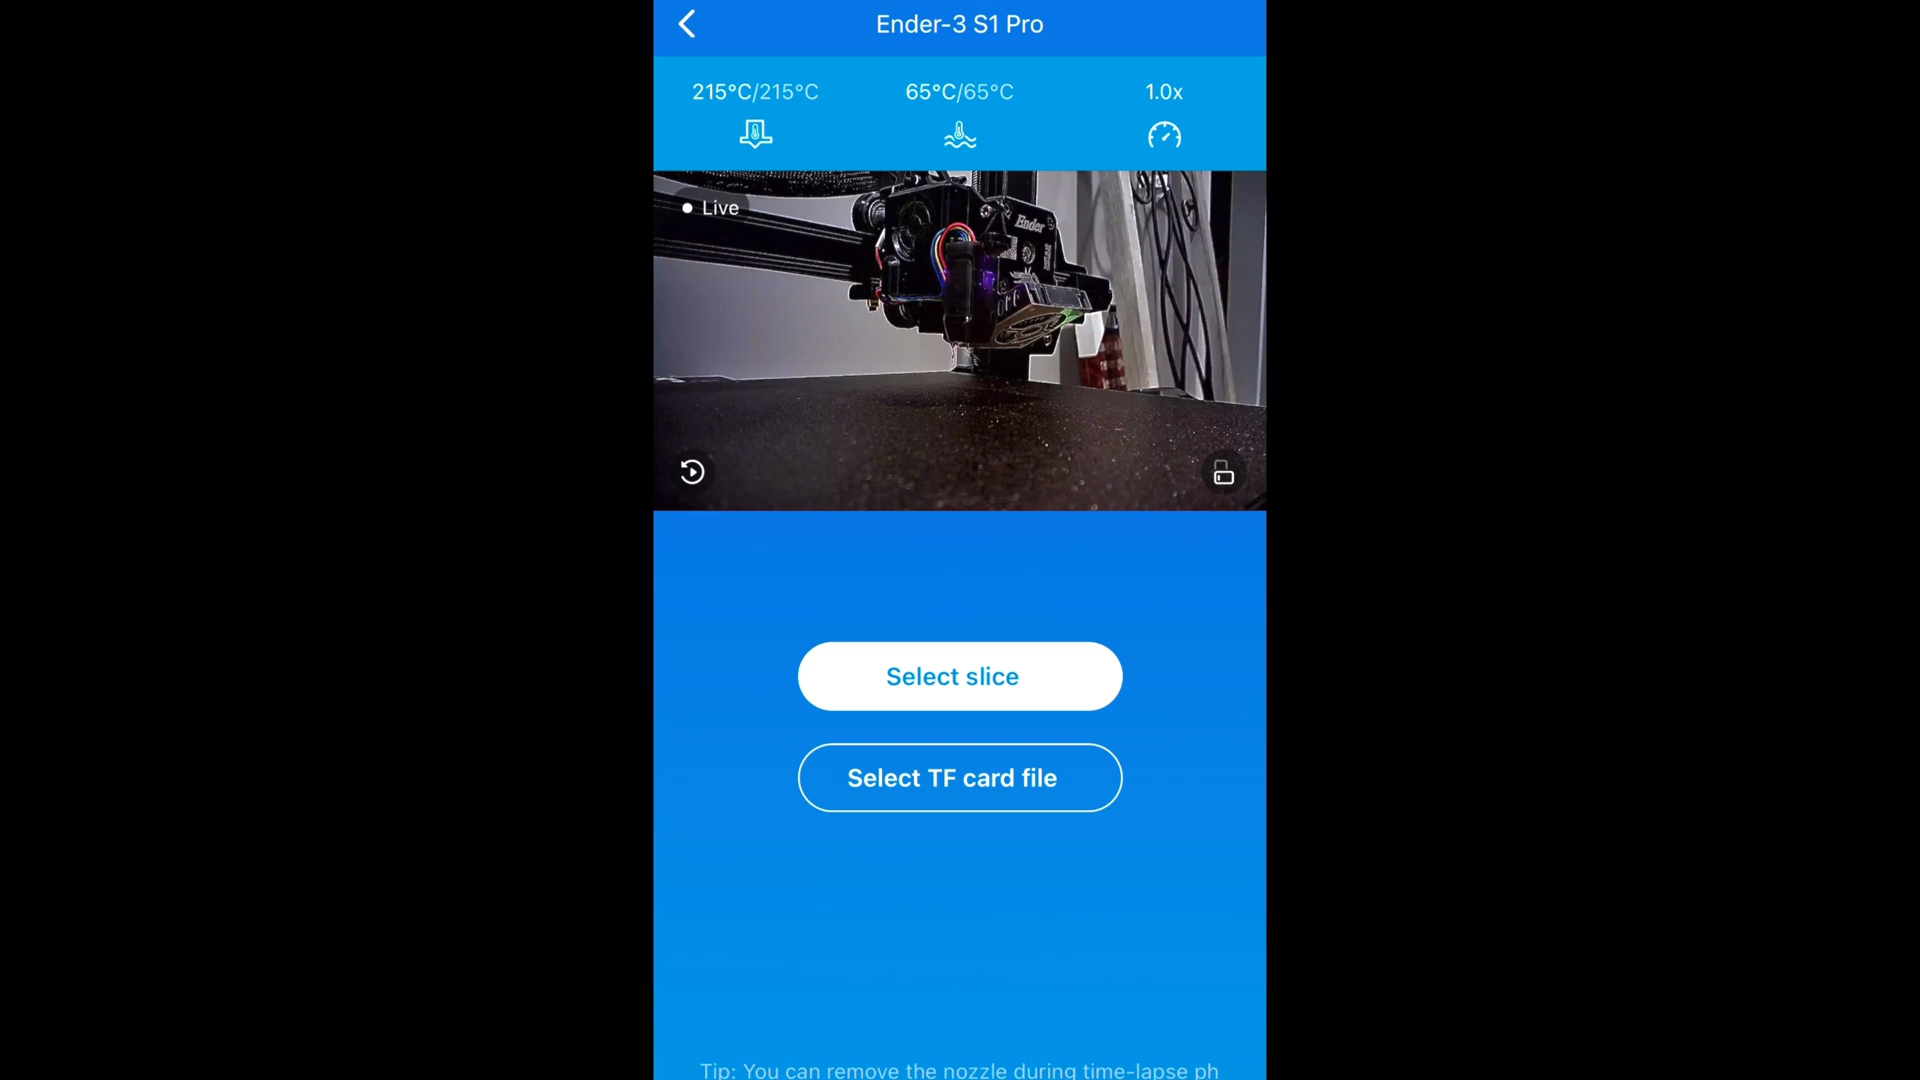 Ender-3 S1 Pro
215°C/215°C
65°C/65°C
1.0x
Live
Ender
Select slice
Select TF card file
Tip: You can remove the nozzle during time-lapse ph